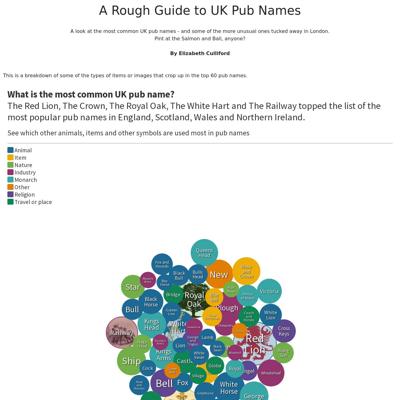 A Rough Guide to UK Pub Names
A look at the most common UK pub names - and some of the more unusual ones tucked away in London.
Pint at the Salmon and Ball, anyone?
By Elizabeth Culliford
This is a breakdown of some of the types of items or images that crop up in the top 60 pub names.
What is the most common UK pub name?
The Red Lion, The Crown, The Royal Oak, The White Hart and The Railway topped the list of the
most popular pub names in England, Scotland, Wales and Northern Ireland.
See which other animals, items and other symbols are used most in pub names
Animal
Item
Nature
Industry
Monarch
Other
Religion
Travel or place
Queens
Head
New
Black
Bull
Bulls
Head
Star
Bridge
Royal
Oak
Victoria
Bull
Black
Horse
Plough
White
Lion
Kings
Head
White
Hart
Railway
Cross
Keys
Red
Lion
Lion
Lamb
Ship
Kings
Arms
Castle
Globe
Cock
Royal
Angel
Wheatsheaf
Bell
Fox
White
Horse
George